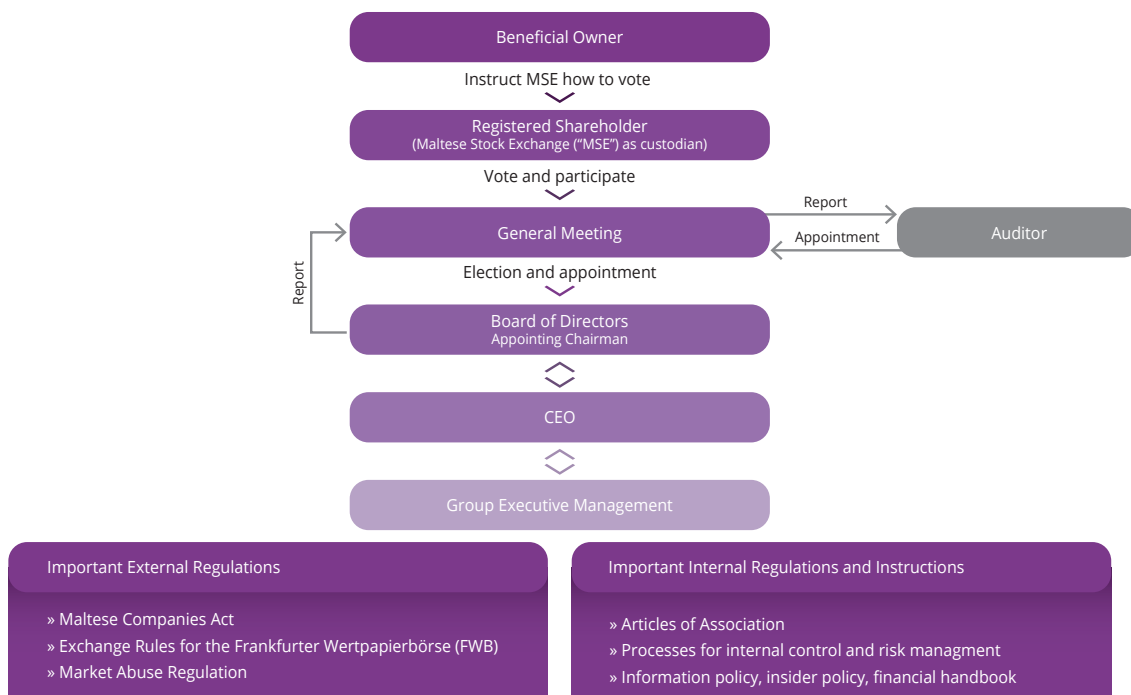 Beneficial Owner
Instruct MSE how to vote
Registered Shareholder
(Maltese Stock Exchange (“MSE”) as custodian)
Vote and participate
General Meeting
Report
Appointment
Auditor
Election and appointment
Report
Board of Directors
Appointing Chairman
CEO
Group Executive Management
Important External Regulations
» Maltese Companies Act
» Exchange Rules for the Frankfurter Wertpapierbörse (FWB)
» Market Abuse Regulation
Important Internal Regulations and Instructions
» Articles of Association
» Processes for internal control and risk managment
» Information policy, insider policy, financial handbook